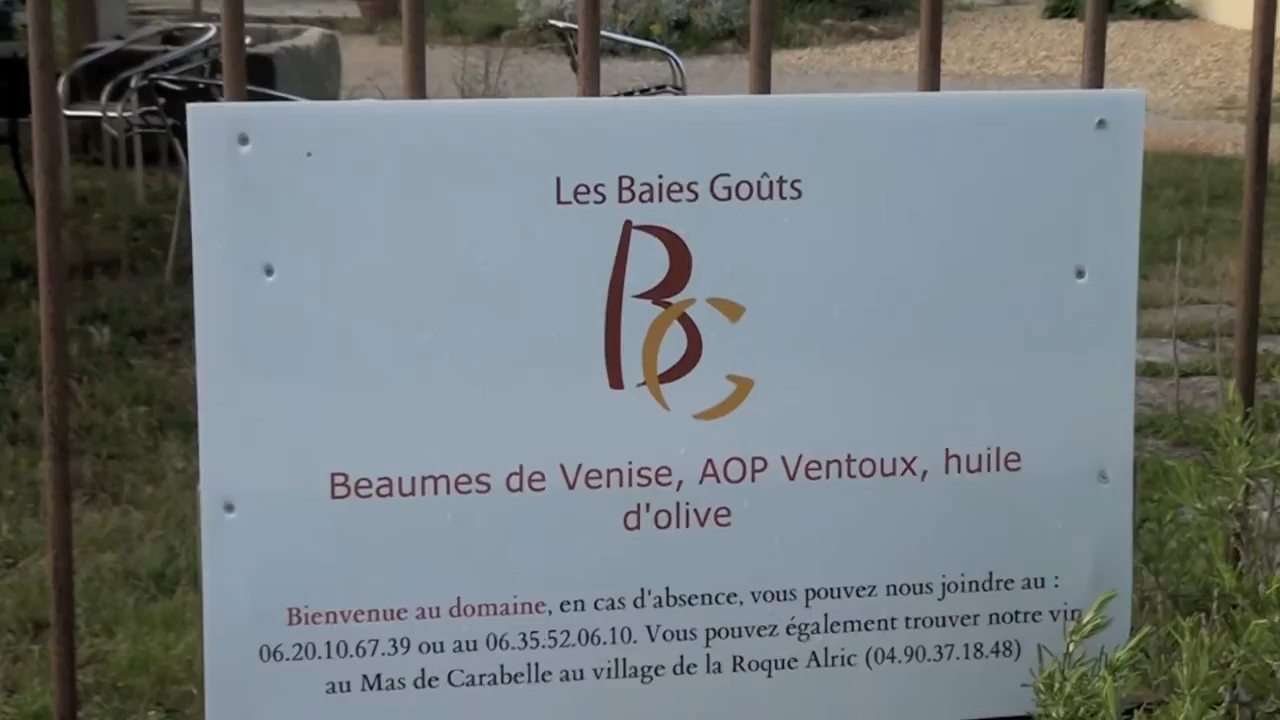 Les Baies Goûts
BG
Beaumes de Venise, AOP Ventoux, huile
d'olive
Bienvenue au domaine, en cas d'absence, vous pouvez nous joindre au :
06.20.10.67.39 ou au 06.35.52.06.10. Vous pouvez également trouver notre vin
au Mas de Carabelle au village de la Roque Alric (04.90.37.18.48)